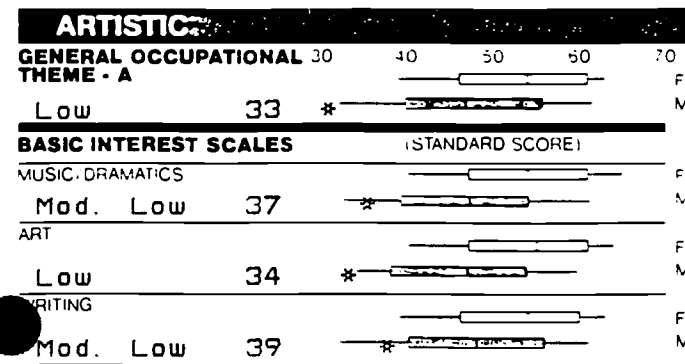 ARTISTIC
GENERAL OCCUPATIONAL 30 40 50 60 70
THEME - A
F
Low 33 *
M
BASIC INTEREST SCALES (STANDARD SCORE)
MUSIC/DRAMATICS
F
Mod. Low 37 *
M
ART
F
Low 34 *
M
WRITING
F
Mod. Low 39 *
M